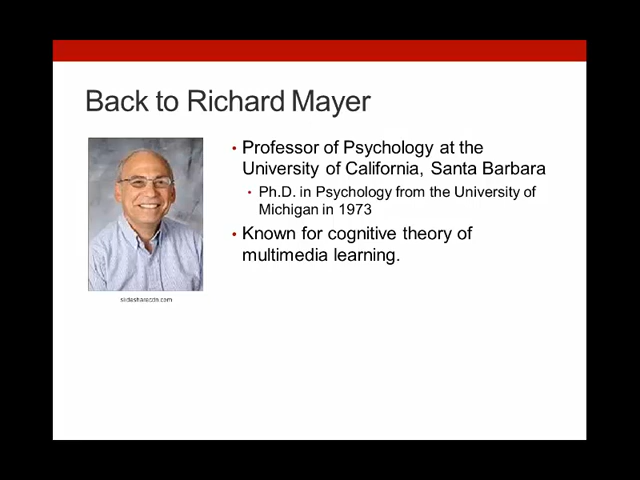 Back to Richard Mayer
• Professor of Psychology at the
University of California, Santa Barbara
• Ph.D. in Psychology from the University of
Michigan in 1973
• Known for cognitive theory of
multimedia learning.
slidesharecdn.com